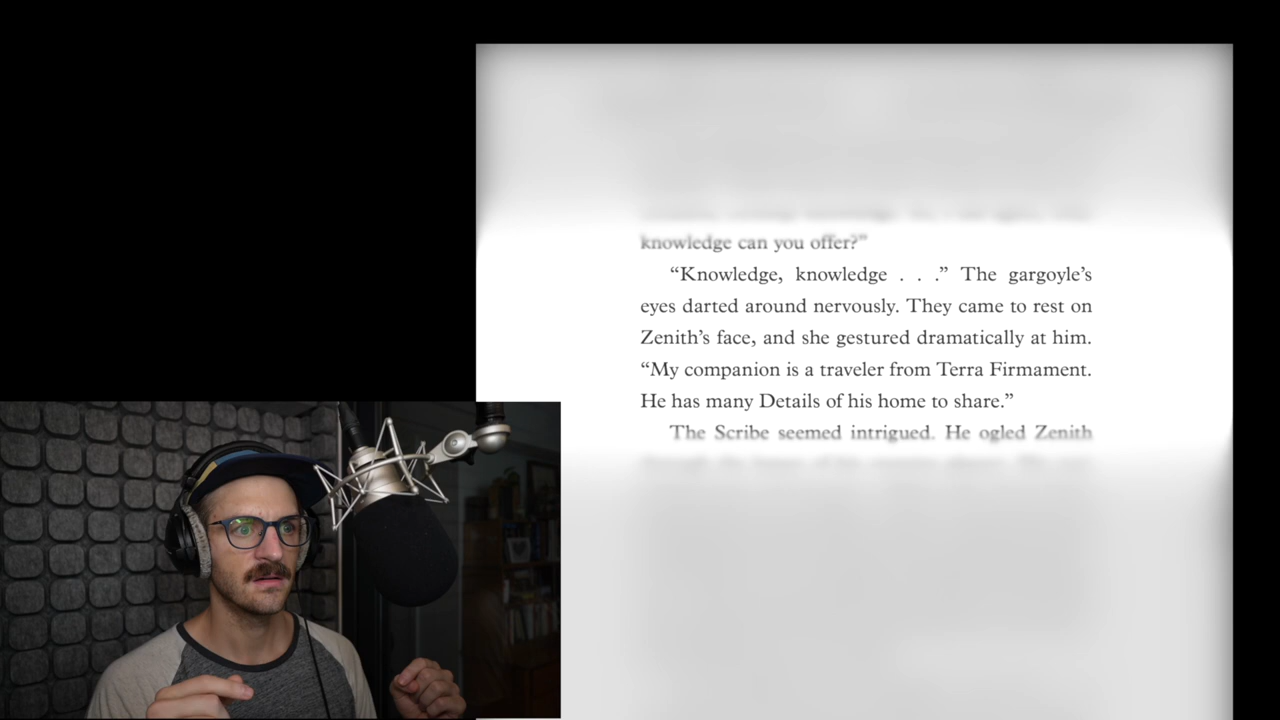 knowledge can you offer?”
“Knowledge, knowledge . . .” The gargoyle’s
eyes darted around nervously. They came to rest on
Zenith’s face, and she gestured dramatically at him.
“My companion is a traveler from Terra Firmament.
He has many Details of his home to share.”
The Scribe seemed intrigued. He ogled Zenith